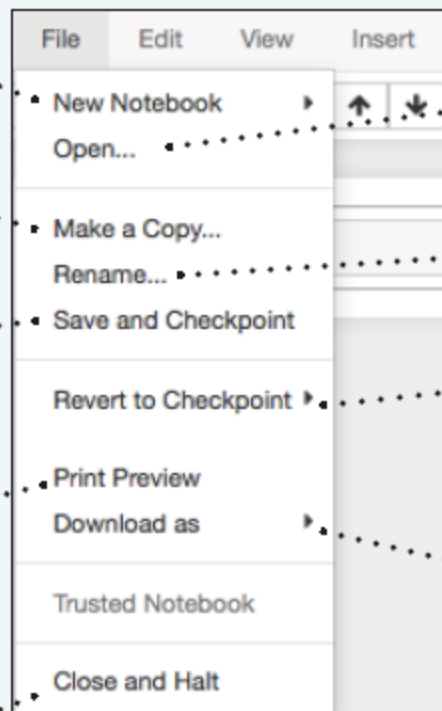 File Edit View Insert
New Notebook
Open...
Make a Copy...
Rename...
Save and Checkpoint
Revert to Checkpoint
Print Preview
Download as
Trusted Notebook
Close and Halt